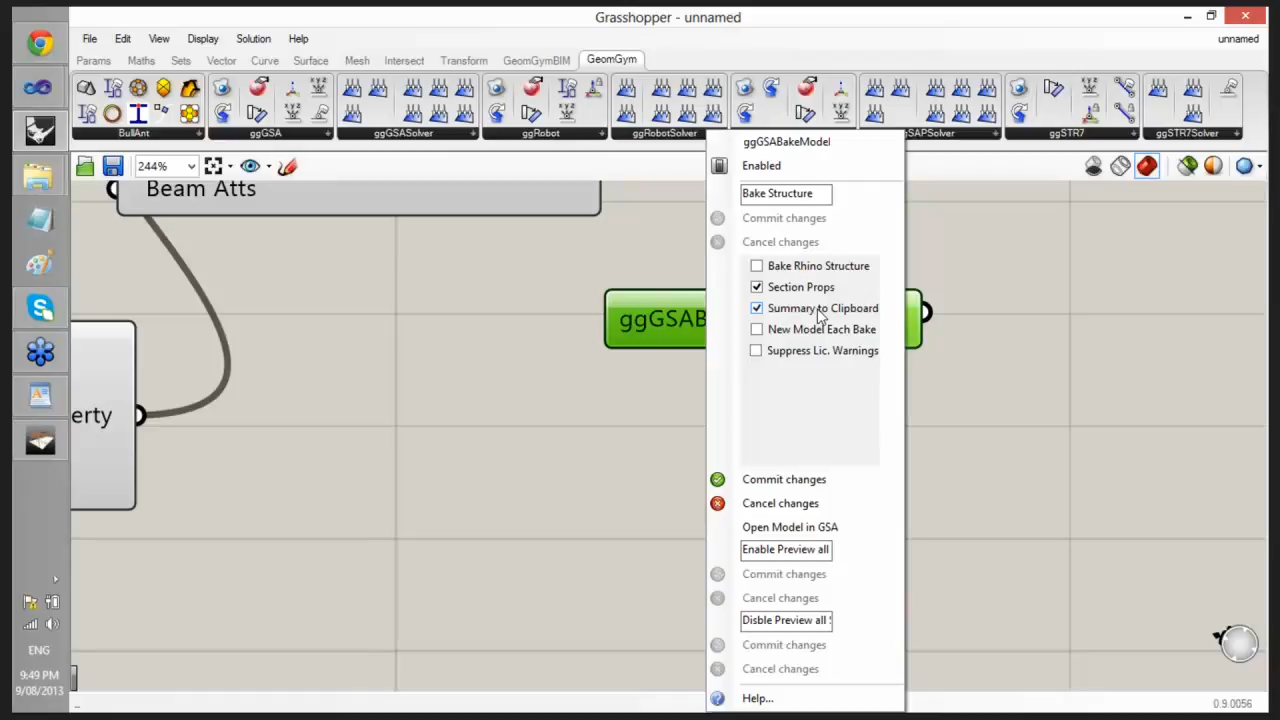 Grasshopper - unnamed
File Edit View Display Solution Help
unnamed
Params Maths Sets Vector Curve Surface Mesh Intersect Transform GeomGymBIM GeomGym
BullAnt ggGSA ggGSASolver ggRobot ggRobotSolver SAPSolver ggSTR7 ggSTR7Solver
244%
Beam Atts
erty
ggGSAB
ggGSABakeModel
Enabled
Bake Structure
Commit changes
Cancel changes
Bake Rhino Structure
Section Props
Summary to Clipboard
New Model Each Bake
Suppress Lic. Warnings
Commit changes
Cancel changes
Open Model in GSA
Enable Preview all
Commit changes
Cancel changes
Disble Preview all
Commit changes
Cancel changes
Help...
ENG
9:49 PM
9/08/2013
0.9.0056